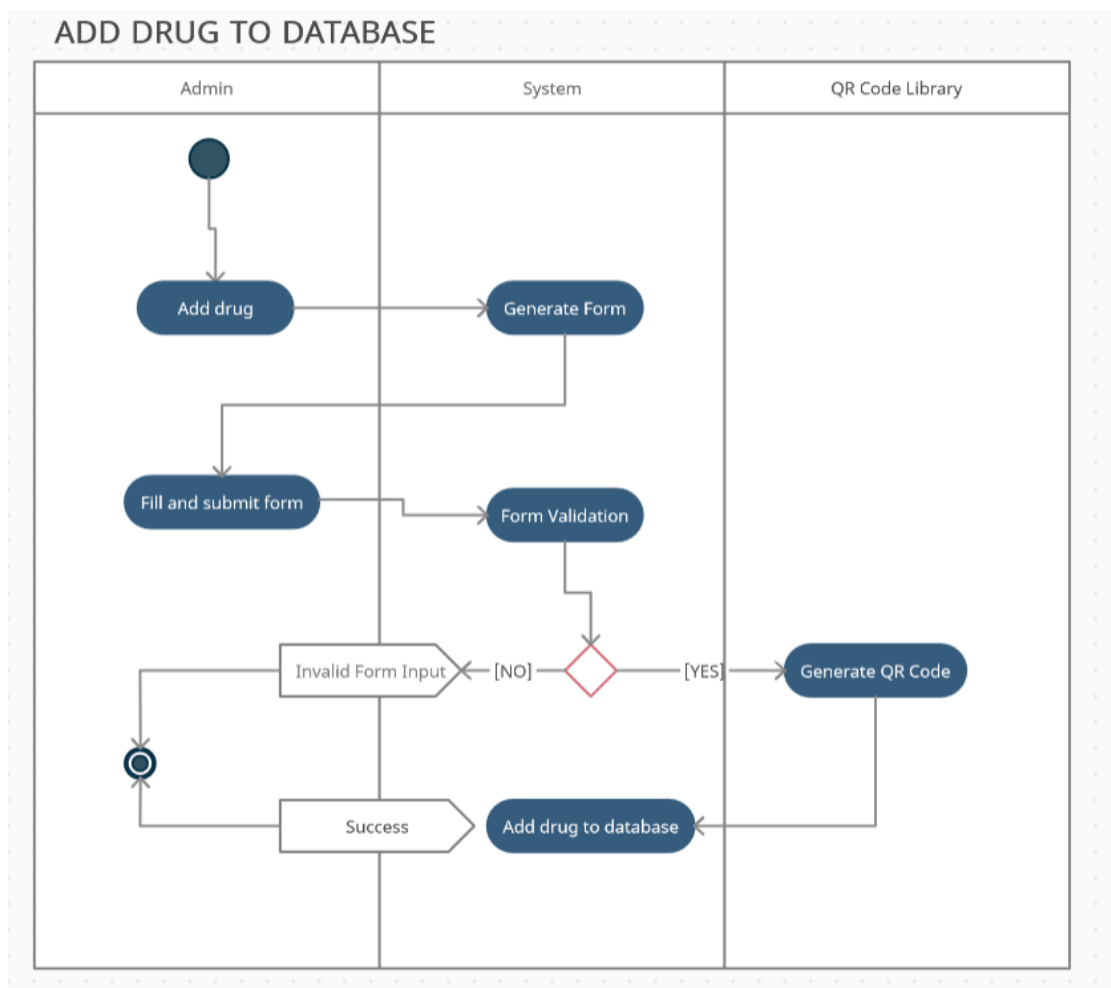 ADD DRUG TO DATABASE
Admin
System
QR Code Library
Add drug
Generate Form
Fill and submit form
Form Validation
Invalid Form Input
[NO]
[YES]
Generate QR Code
Success
Add drug to database